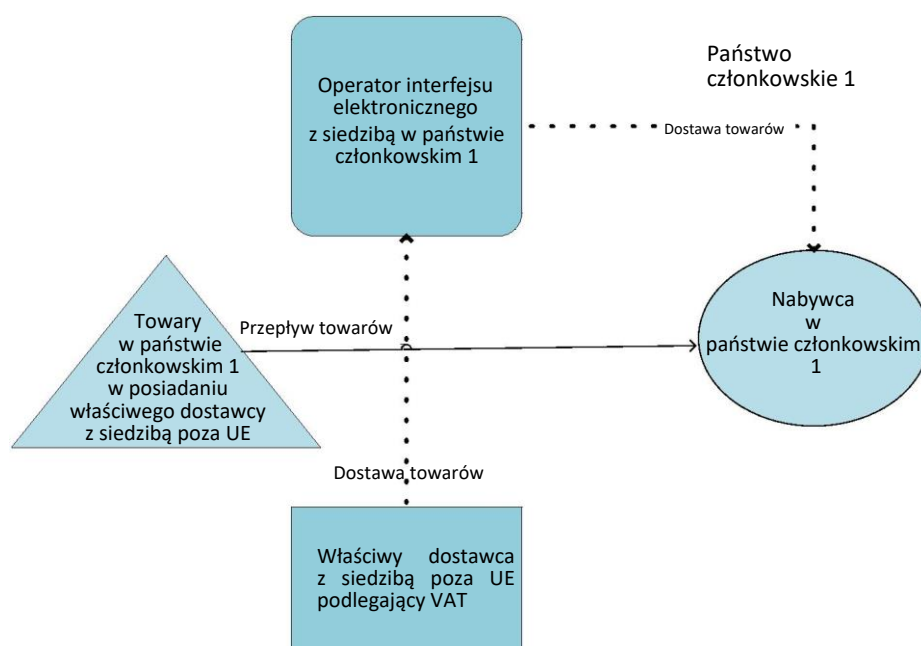 Operator interfejsu
elektronicznego
z siedzibą w państwie
członkowskim 1
Państwo
członkowskie 1
Dostawa towarów
Towary
w państwie
członkowskim 1
w posiadaniu
właściwego dostawcy
z siedzibą poza UE
Przepływ towarów
Nabywca
w
państwie członkowskim
1
Dostawa towarów
Właściwy dostawca
z siedzibą poza UE
podlegający VAT